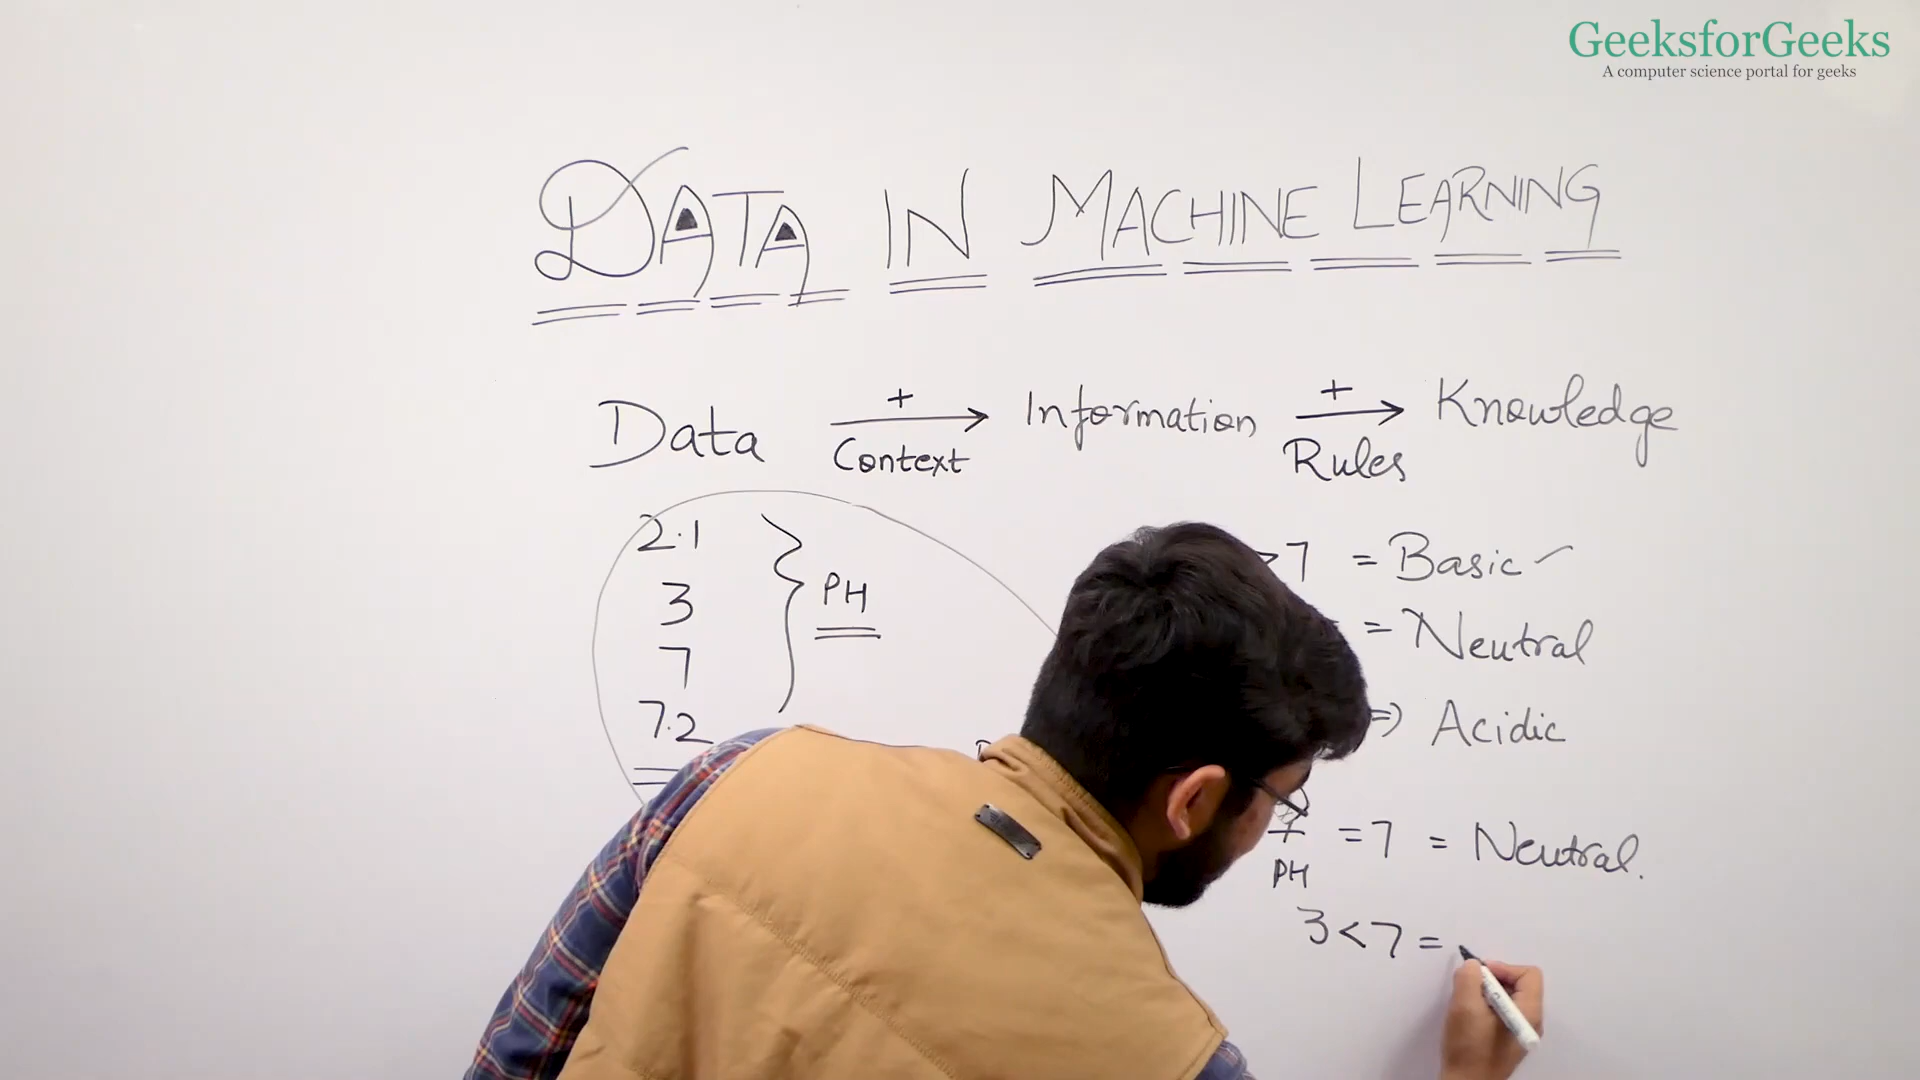 GeeksforGeeks
A computer science portal for geeks
DATA IN MACHINE LEARNING
Data + Context Information + Rules Knowledge
2.1
3
7
7.2
PH
>7 = Basic
= Neutral
=> Acidic
7 = 7 = Neutral.
PH
3 < 7 =